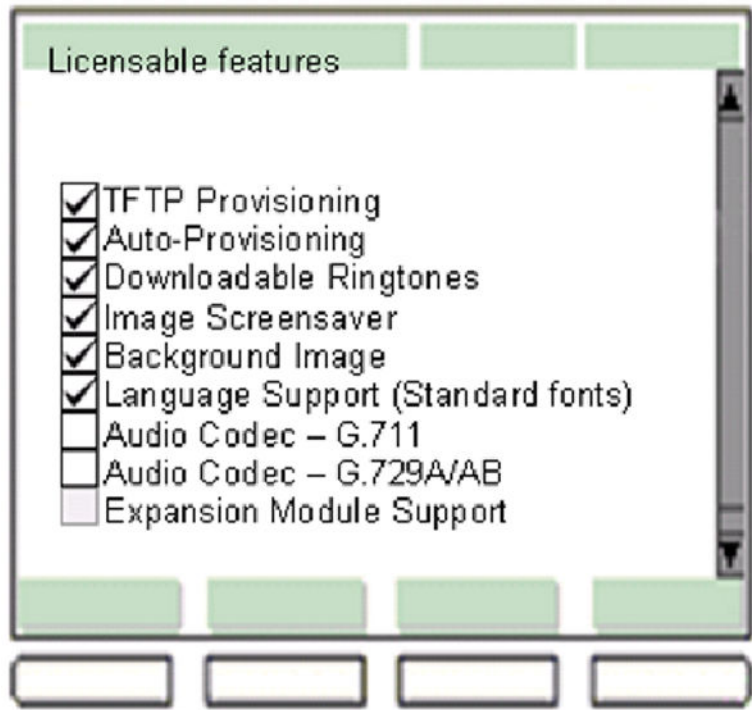 Licensable features
TFTP Provisioning
Auto-Provisioning
Downloadable Ringtones
Image Screensaver
Background Image
Language Support (Standard fonts)
Audio Codec – G.711
Audio Codec – G.729A/AB
Expansion Module Support